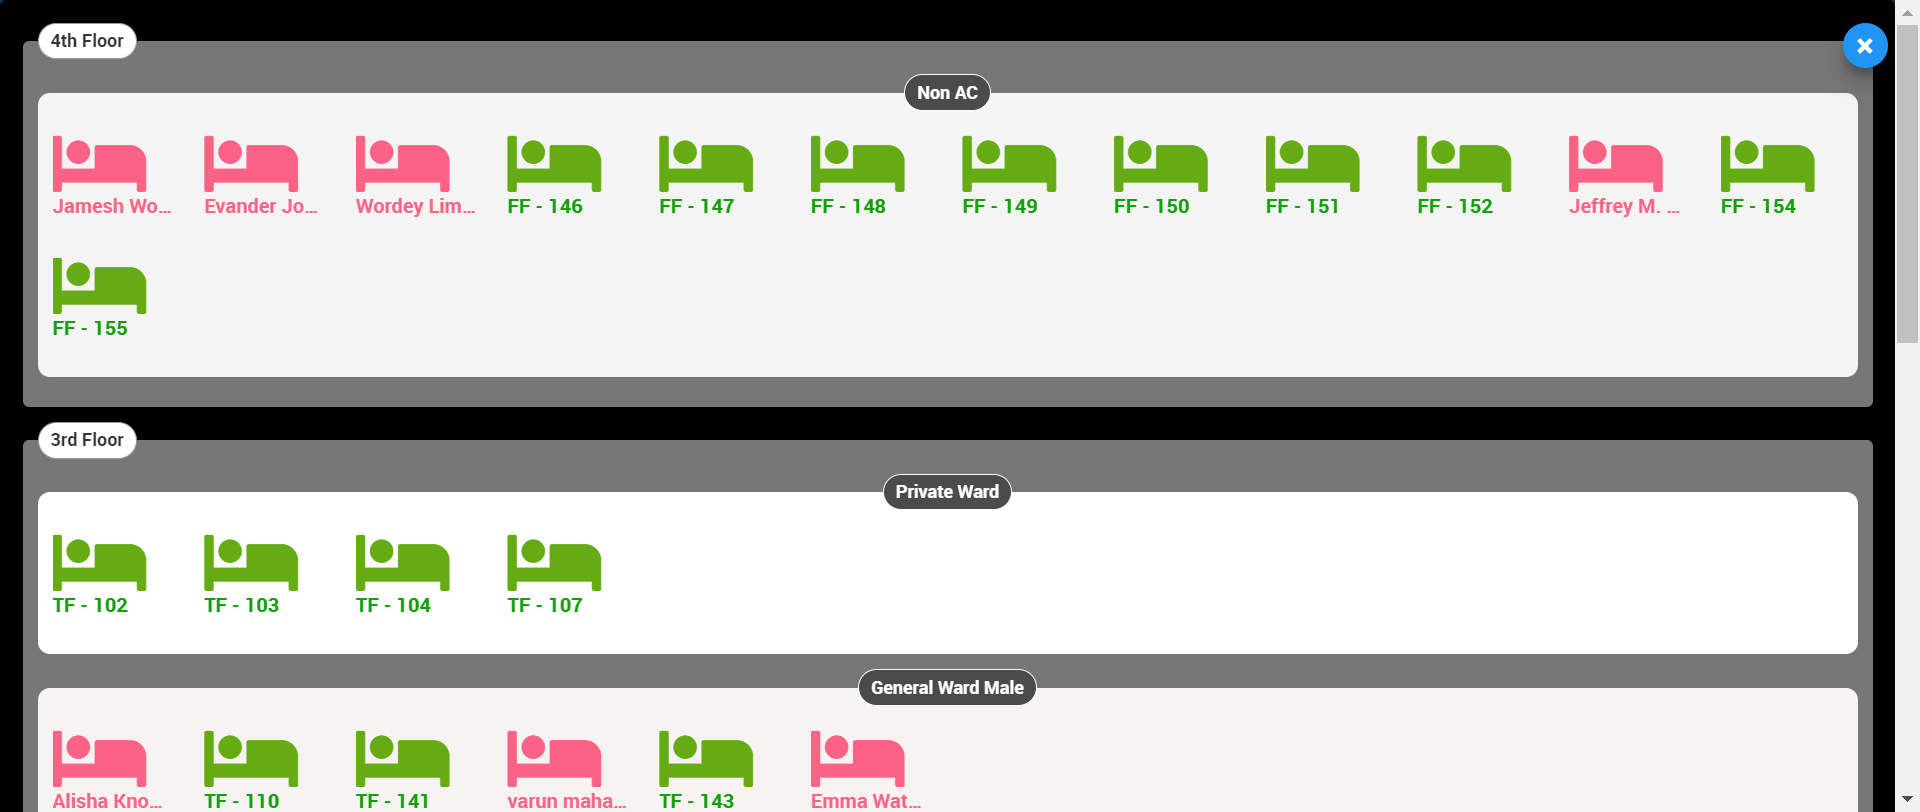 4th Floor
Non AC
Jamesh Wo... Evander Jo... Wordey Lim... FF - 146 FF - 147 FF - 148 FF - 149 FF - 150 FF - 151 FF - 152 Jeffrey M. ... FF - 154
FF - 155
3rd Floor
Private Ward
TF - 102 TF - 103 TF - 104 TF - 107
General Ward Male
Alisha Kno... TF - 110 TF - 141 varun maha... TF - 143 Emma Wat...